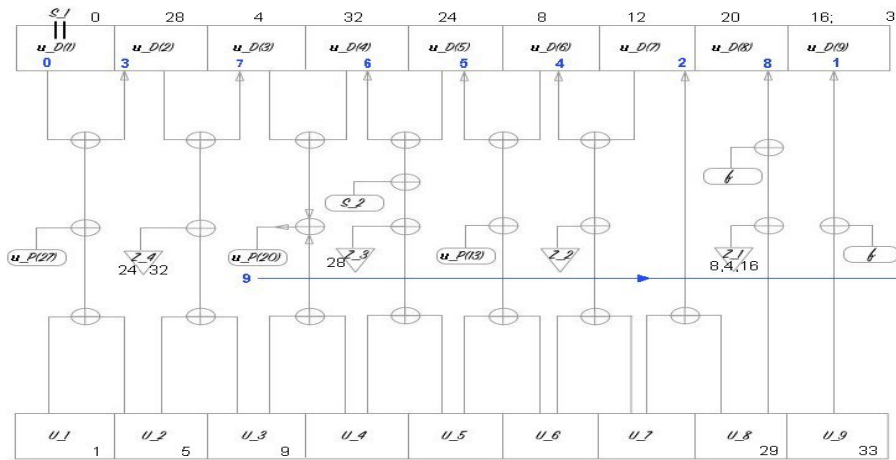 S_1 0 28 4 32 24 8 12 20 16; 3
u_D(1) u_D(2) u_D(3) u_D(4) u_D(5) u_D(6) u_D(7) u_D(8) u_D(9)
0 3 7 6 5 4 2 8 1
f
S_2
u_P(27) Z_4 u_P(20) Z_3 u_P(13) Z_2 Z_1 f
24 32 28 8,4,16
9
U_1 U_2 U_3 U_4 U_5 U_6 U_7 U_8 U_9
1 5 9 29 33